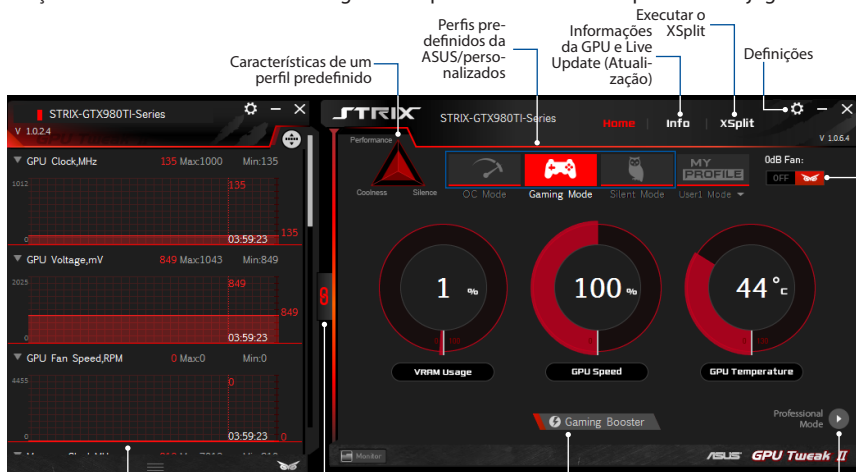 Executar o
XSplit
Perfis pre-
definidos da
ASUS/perso-
nalizados
Informações
da GPU e Live
Update (Atuali-
zação)
Definições
Características de um
perfil predefinido
STRIX-GTX980TI-Series
V 1.0.2.4
GPU Clock,MHz 135 Max:1000 Min:135
1012
135
135
0
03:59:23
GPU Voltage,mV 849 Max:1043 Min:849
2025
849
849
0
03:59:23
GPU Fan Speed,RPM 0 Max:0 Min:0
4455
0
0
0
03:59:23
STRIX
STRIX-GTX980TI-Series
Home Info XSplit
V 1.0.6.4
Performance
Coolness Silence
OC Mode
Gaming Mode
Silent Mode
MY
PROFILE
User1 Mode
0dB Fan:
OFF
1 %
0 100
VRAM Usage
100 %
GPU Speed
44 °c
GPU Temperature
Gaming Booster
Professional
Mode
Monitor
ASUS GPU Tweak II